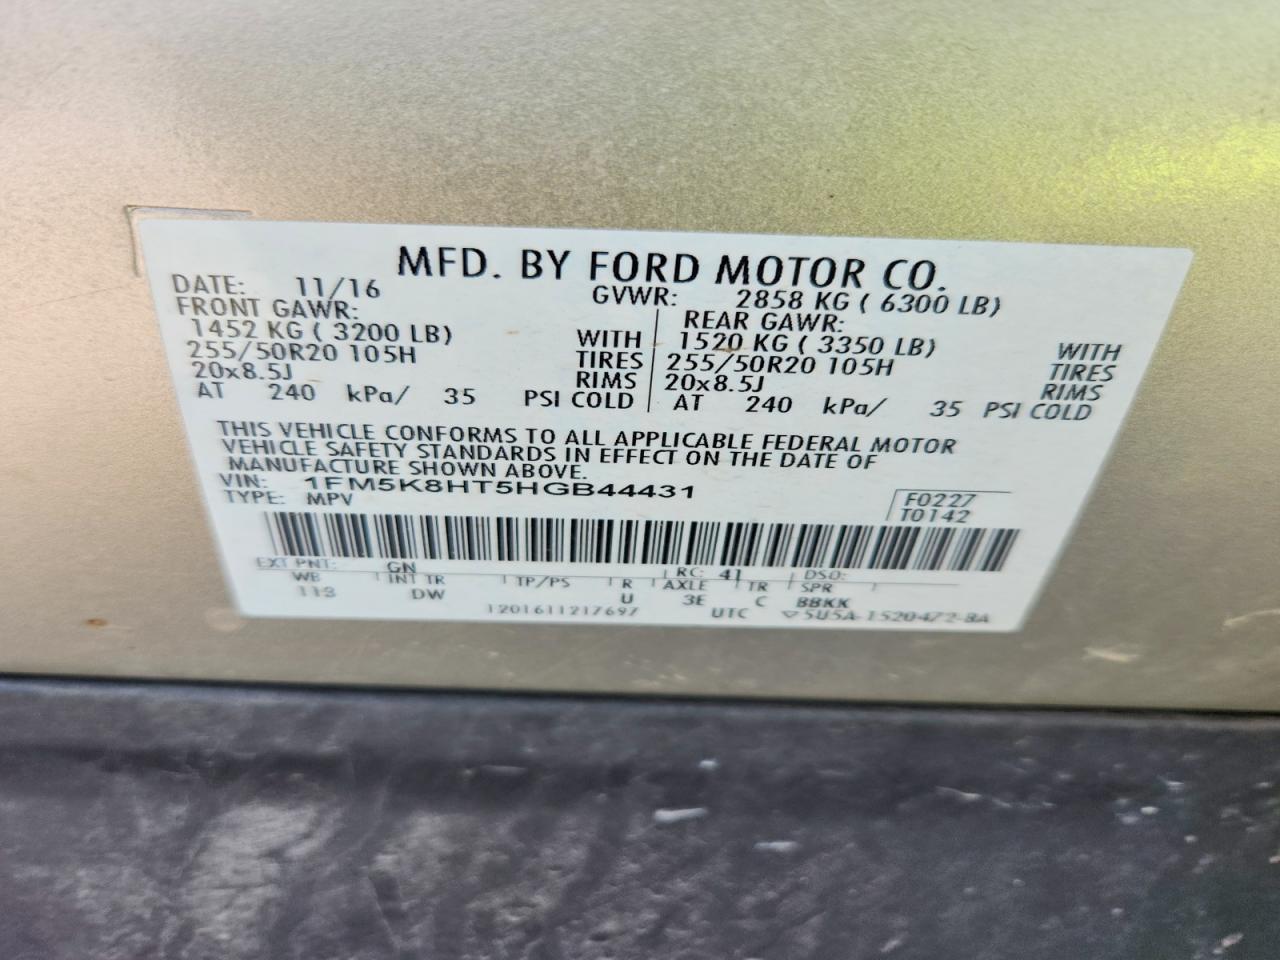 MFD. BY FORD MOTOR CO.
DATE: 11/16 GVWR: 2858 KG ( 6300 LB)
FRONT GAWR: REAR GAWR:
1452 KG ( 3200 LB) WITH 1520 KG ( 3350 LB) WITH
255/50R20 105H TIRES 255/50R20 105H TIRES
20x8.5J RIMS 20x8.5J RIMS
AT 240 kPa/ 35 PSI COLD AT 240 kPa/ 35 PSI COLD
THIS VEHICLE CONFORMS TO ALL APPLICABLE FEDERAL MOTOR
VEHICLE SAFETY STANDARDS IN EFFECT ON THE DATE OF
MANUFACTURE SHOWN ABOVE.
VIN: 1FM5K8HT5HGB44431
TYPE: MPV
F0227
T0142
EXT PNT: GN RC: 41 DSO:
WB INT TR TP/PS R AXLE TR SPR
113 DW U 3E C BBKK
1201611217697 UTC 5U5A-1520472-BA